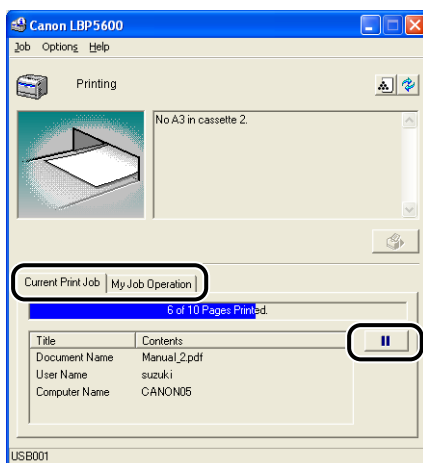 Canon LBP5600
Job Options Help
Printing
No A3 in cassette 2.
Current Print Job My Job Operation
6 of 10 Pages Printed.
Title Contents
Document Name Manual_2.pdf
User Name suzuki
Computer Name CANON05
USB001